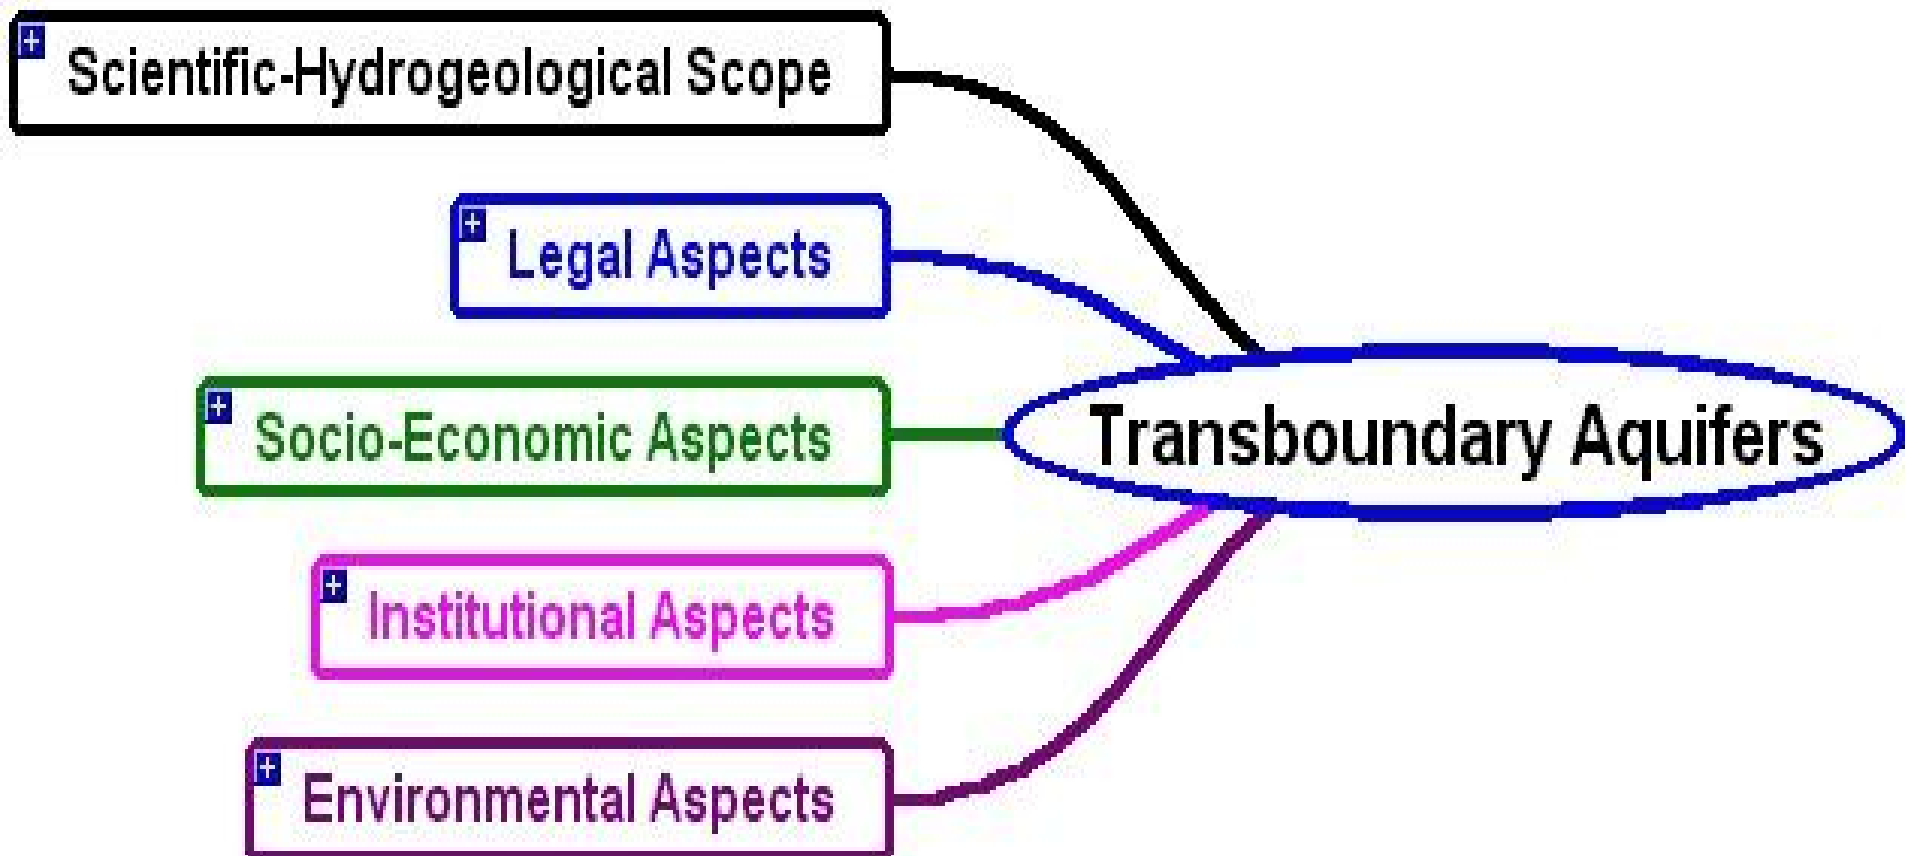 Scientific-Hydrogeological Scope
Legal Aspects
Socio-Economic Aspects
Transboundary Aquifers
Institutional Aspects
Environmental Aspects